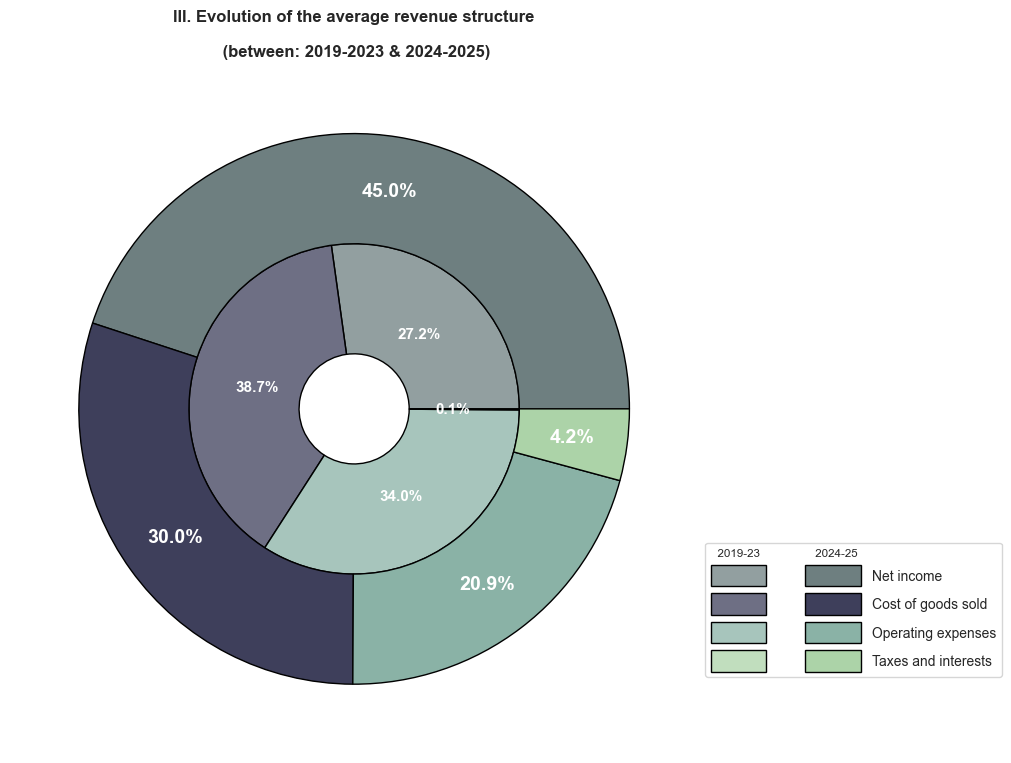 III. Evolution of the average revenue structure
(between: 2019-2023 & 2024-2025)
45.0%
27.2%
38.7%
0.1%
4.2%
34.0%
30.0%
20.9%
2019-23 2024-25
Net income
Cost of goods sold
Operating expenses
Taxes and interests